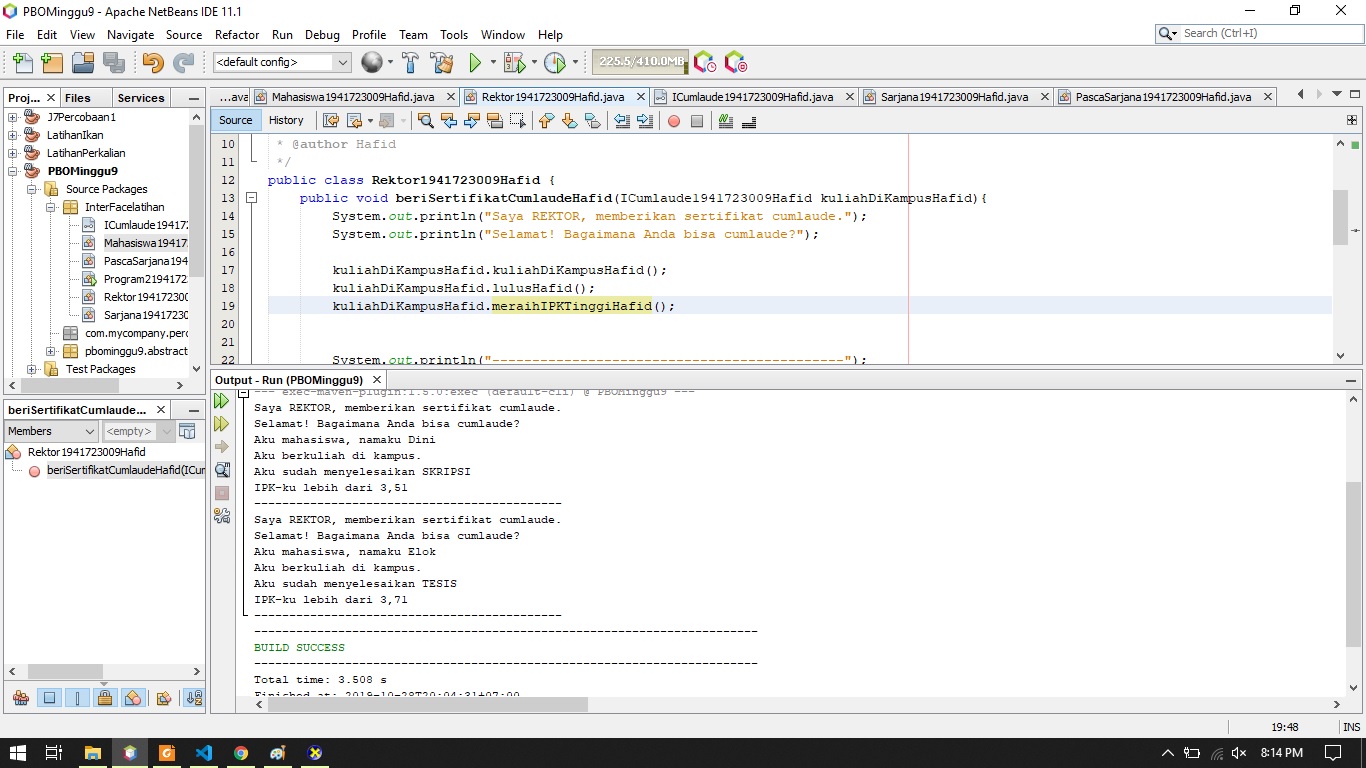 PBOMinggu9 - Apache NetBeans IDE 11.1
File Edit View Navigate Source Refactor Run Debug Profile Team Tools Window Help
Search (Ctrl+I)
<default config>
225.5/410.0MB
Proj... Files Services
J7Percobaan1
LatihanIkan
LatihanPerkalian
PBOMinggu9
Source Packages
InterFacelatihan
ICumlaude19417
Mahasiswa19417
PascaSarjana194
Program2194172
Rektor19417230
Sarjana1941723
com.mycompany.perc
pbominggu9.abstract
Test Packages
beriSertifikatCumlaude...
Members <empty>
Rektor1941723009Hafid
beriSertifikatCumlaudeHafid(ICum
...ava Mahasiswa1941723009Hafid.java Rektor1941723009Hafid.java ICumlaude1941723009Hafid.java Sarjana1941723009Hafid.java PascaSarjana1941723009Hafid.java
Source History
10 * @author Hafid
11 */
12 public class Rektor1941723009Hafid {
13 public void beriSertifikatCumlaudeHafid(ICumlaude1941723009Hafid kuliahDiKampusHafid){
14 System.out.println("Saya REKTOR, memberikan sertifikat cumlaude.");
15 System.out.println("Selamat! Bagaimana Anda bisa cumlaude?");
16
17 kuliahDiKampusHafid.kuliahDiKampusHafid();
18 kuliahDiKampusHafid.lulusHafid();
19 kuliahDiKampusHafid.meraihIPKTinggiHafid();
20
21
22 System.out.println("--------------------------------------------");
Output - Run (PBOMinggu9)
--- exec-maven-plugin:1.5.0:exec (default-cli) @ PBOMinggu9 ---
Saya REKTOR, memberikan sertifikat cumlaude.
Selamat! Bagaimana Anda bisa cumlaude?
Aku mahasiswa, namaku Dini
Aku berkuliah di kampus.
Aku sudah menyelesaikan SKRIPSI
IPK-ku lebih dari 3,51
--------------------------------------------
Saya REKTOR, memberikan sertifikat cumlaude.
Selamat! Bagaimana Anda bisa cumlaude?
Aku mahasiswa, namaku Elok
Aku berkuliah di kampus.
Aku sudah menyelesaikan TESIS
IPK-ku lebih dari 3,71
--------------------------------------------
------------------------------------------------------------------------
BUILD SUCCESS
------------------------------------------------------------------------
Total time: 3.508 s
Finished at: 2019-10-28T20:04:31+07:00
19:48 INS
8:14 PM